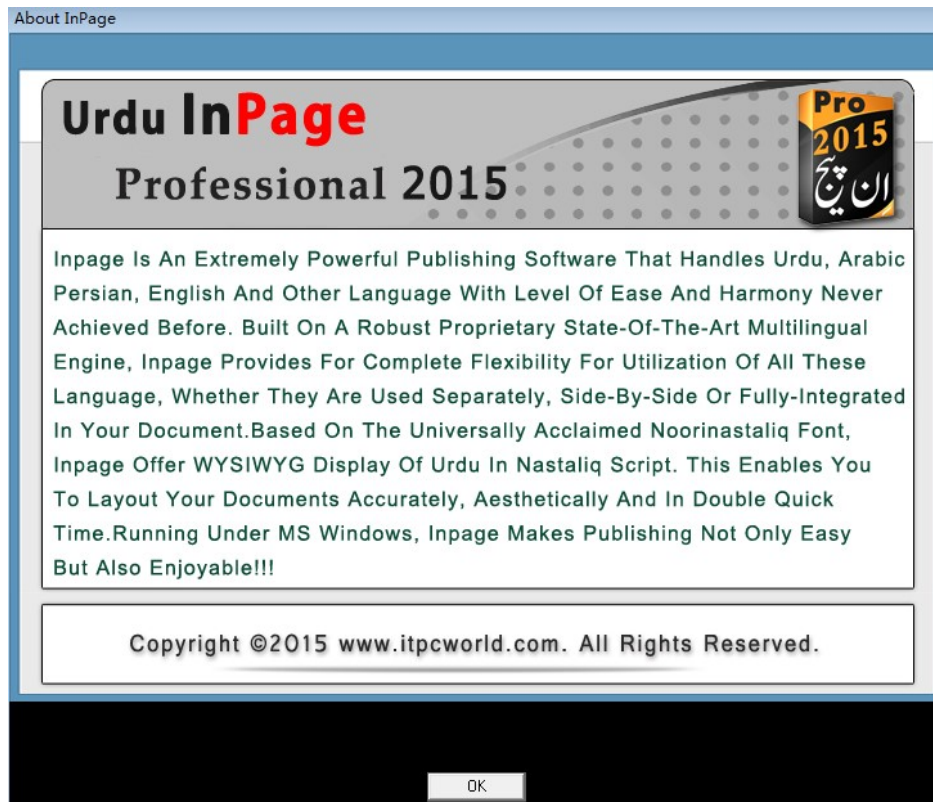 About InPage
Urdu InPage
Professional 2015
Pro
2015
ان پیج
Inpage Is An Extremely Powerful Publishing Software That Handles Urdu, Arabic
Persian, English And Other Language With Level Of Ease And Harmony Never
Achieved Before. Built On A Robust Proprietary State-Of-The-Art Multilingual
Engine, Inpage Provides For Complete Flexibility For Utilization Of All These
Language, Whether They Are Used Separately, Side-By-Side Or Fully-Integrated
In Your Document.Based On The Universally Acclaimed Noorinastaliq Font,
Inpage Offer WYSIWYG Display Of Urdu In Nastaliq Script. This Enables You
To Layout Your Documents Accurately, Aesthetically And In Double Quick
Time.Running Under MS Windows, Inpage Makes Publishing Not Only Easy
But Also Enjoyable!!!
Copyright ©2015 www.itpcworld.com. All Rights Reserved.
OK